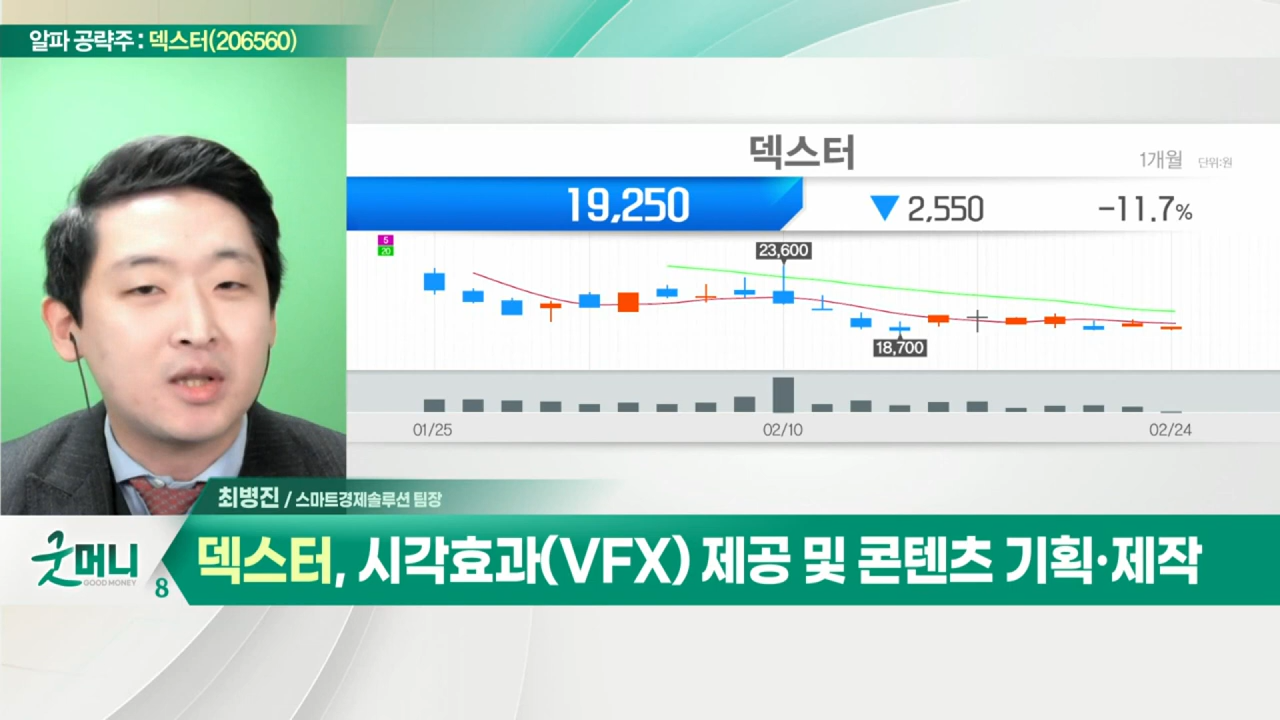 알파 공략주 : 덱스터(206560)
덱스터
1개월 단위:원
19,250 ▼ 2,550 -11.7%
5
20
23,600
18,700
01/25 02/10 02/24
최병진 / 스마트경제솔루션 팀장
굿머니 GOOD MONEY 8
덱스터, 시각효과(VFX) 제공 및 콘텐츠 기획·제작